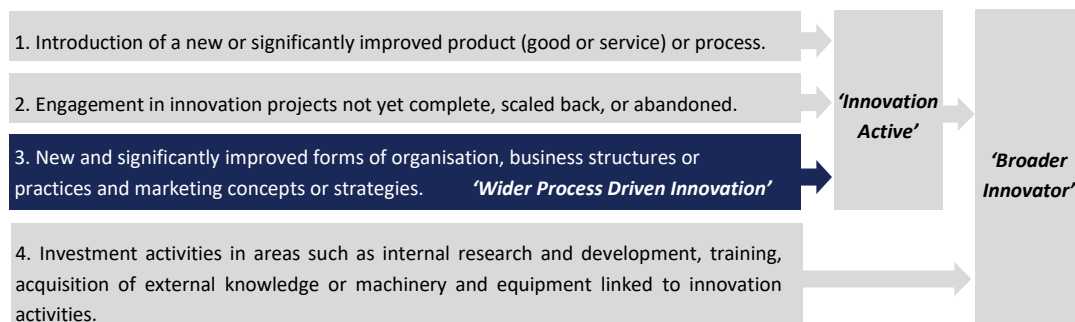 1. Introduction of a new or significantly improved product (good or service) or process.
2. Engagement in innovation projects not yet complete, scaled back, or abandoned.
3. New and significantly improved forms of organisation, business structures or
practices and marketing concepts or strategies. ‘Wider Process Driven Innovation’
4. Investment activities in areas such as internal research and development, training,
acquisition of external knowledge or machinery and equipment linked to innovation
activities.
‘Innovation
Active’
‘Broader
Innovator’